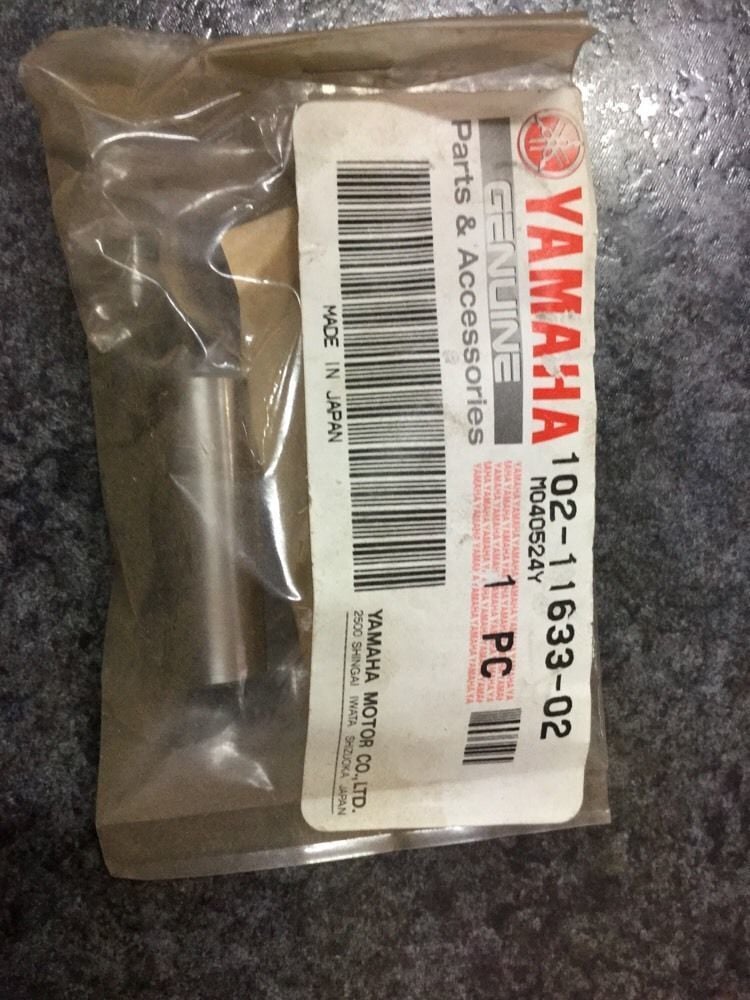 YAMAHA
GENUINE
Parts & Accessories
102-11633-02
M040524Y
1 PC
MADE IN JAPAN
YAMAHA MOTOR CO., LTD.
2500 SHINGAI IWATA SHIZUOKA JAPAN